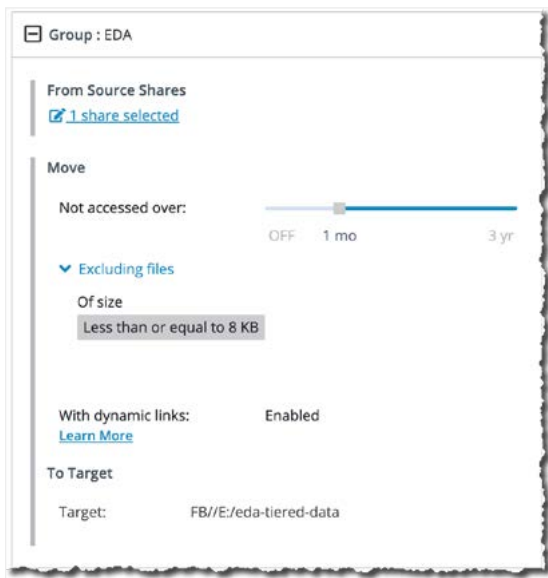 Group : EDA
From Source Shares
1 share selected
Move
Not accessed over:
OFF 1 mo 3 yr
Excluding files
Of size
Less than or equal to 8 KB
With dynamic links: Enabled
Learn More
To Target
Target: FB//E:/eda-tiered-data